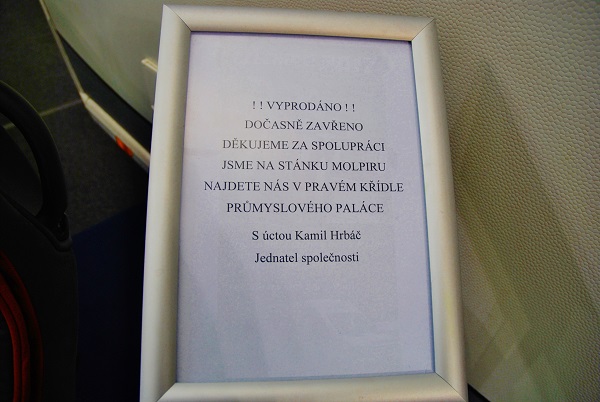 ! ! VYPRODÁNO ! !
DOČASNĚ ZAVŘENO
DĚKUJEME ZA SPOLUPRÁCI
JSME NA STÁNKU MOLPIRU
NAJDETE NÁS V PRAVÉM KŘÍDLE
PRŮMYSLOVÉHO PALÁCE
S úctou Kamil Hrbáč
Jednatel společnosti